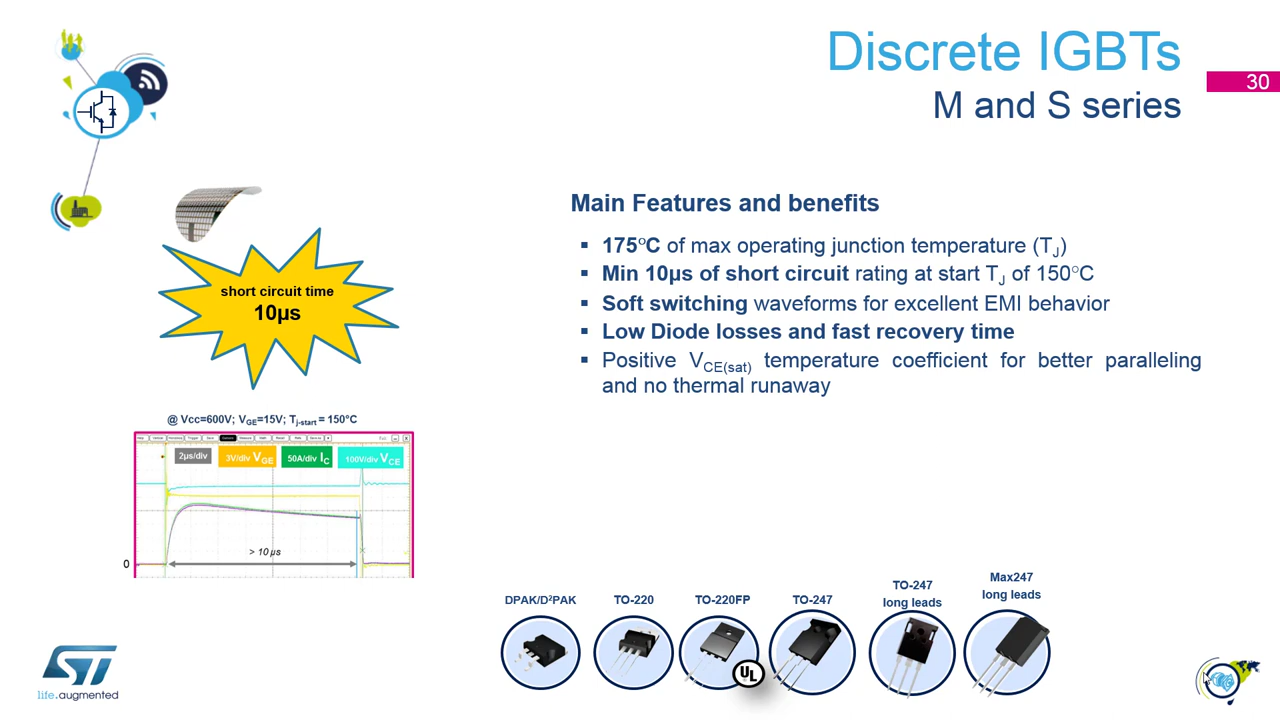 Discrete IGBTs
30
M and S series
Main Features and benefits
▪ 175°C of max operating junction temperature (TJ)
▪ Min 10µs of short circuit rating at start TJ of 150°C
▪ Soft switching waveforms for excellent EMI behavior
▪ Low Diode losses and fast recovery time
▪ Positive VCE(sat) temperature coefficient for better paralleling
and no thermal runaway
short circuit time
10µs
@ Vcc=600V; VGE=15V; Tj-start = 150°C
2µs/div 3V/div VGE 50A/div IC 100V/div VCE
> 10 µs
0
DPAK/D²PAK
TO-220
TO-220FP
TO-247
TO-247
long leads
Max247
long leads
UL
ST
life.augmented